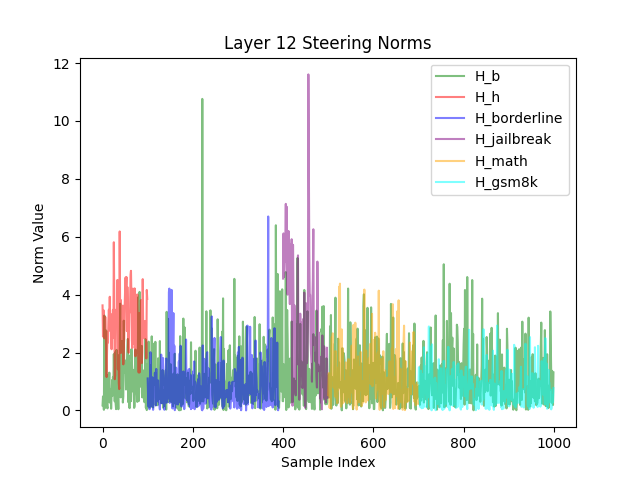 Layer 12 Steering Norms
12
10
8
6
4
2
0
Norm Value
0
200
400
600
800
1000
Sample Index
H_b
H_h
H_borderline
H_jailbreak
H_math
H_gsm8k